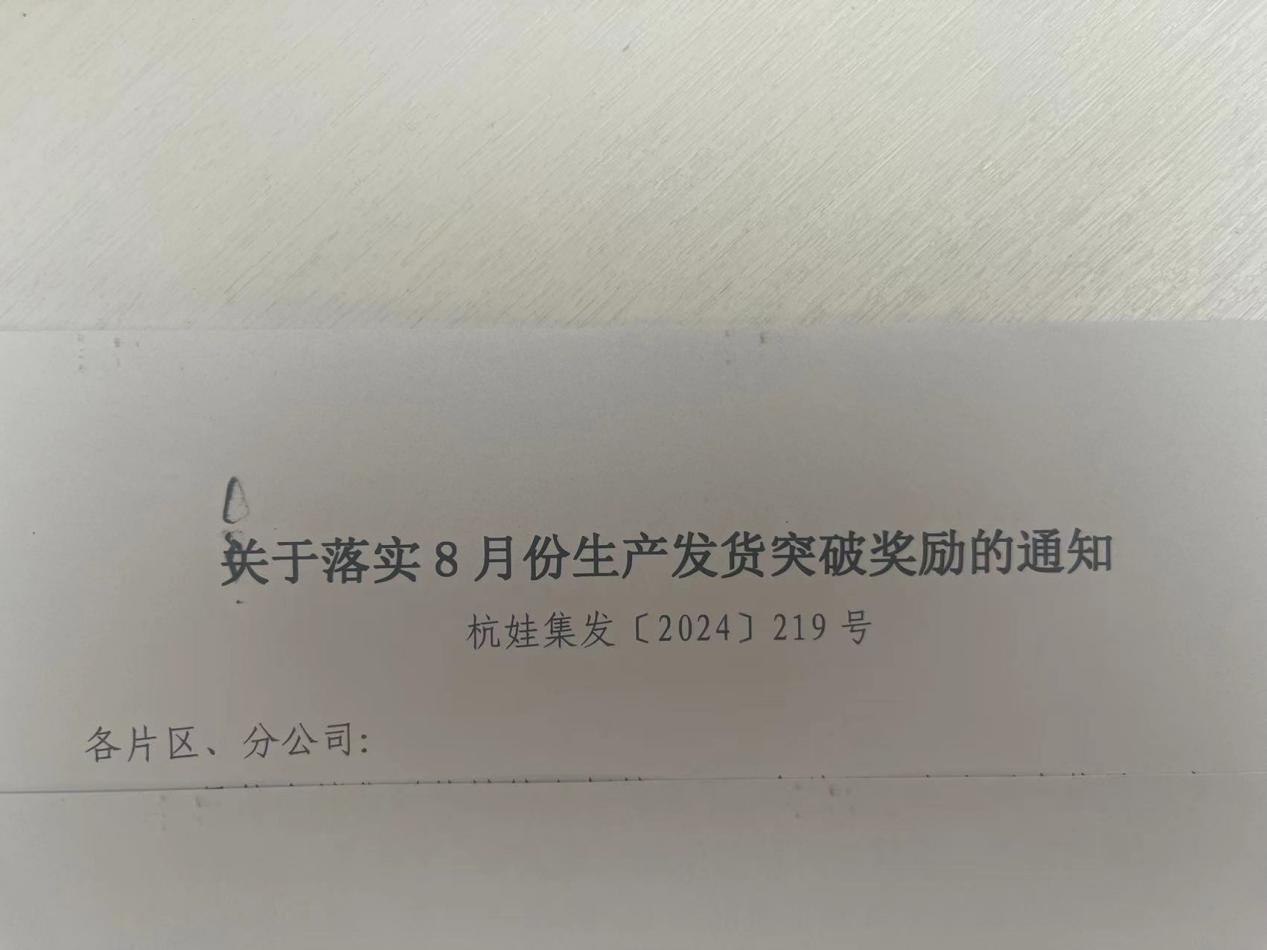 关于落实8月份生产发货突破奖励的通知
杭娃集发〔2024〕219号
各片区、分公司：